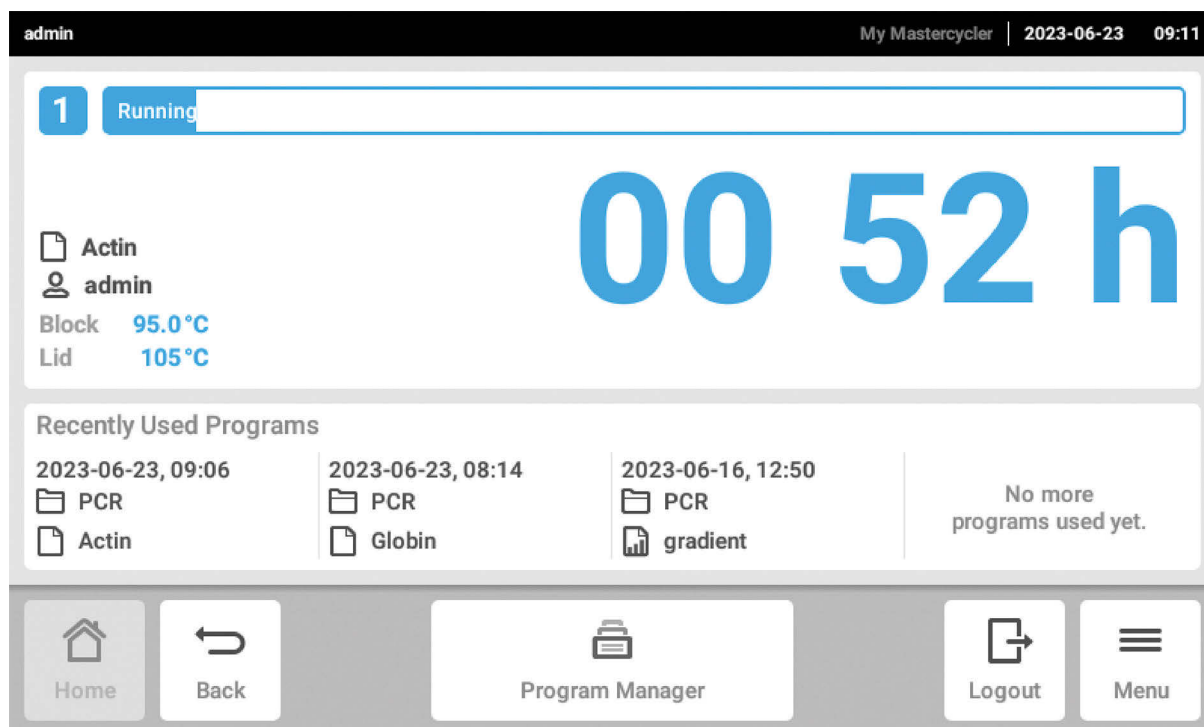 admin My Mastercycler 2023-06-23 09:11
1 Running
00 52 h
Actin
admin
Block 95.0°C
Lid 105°C
Recently Used Programs
2023-06-23, 09:06
PCR
Actin
2023-06-23, 08:14
PCR
Globin
2023-06-16, 12:50
PCR
gradient
No more
programs used yet.
Home Back Program Manager Logout Menu